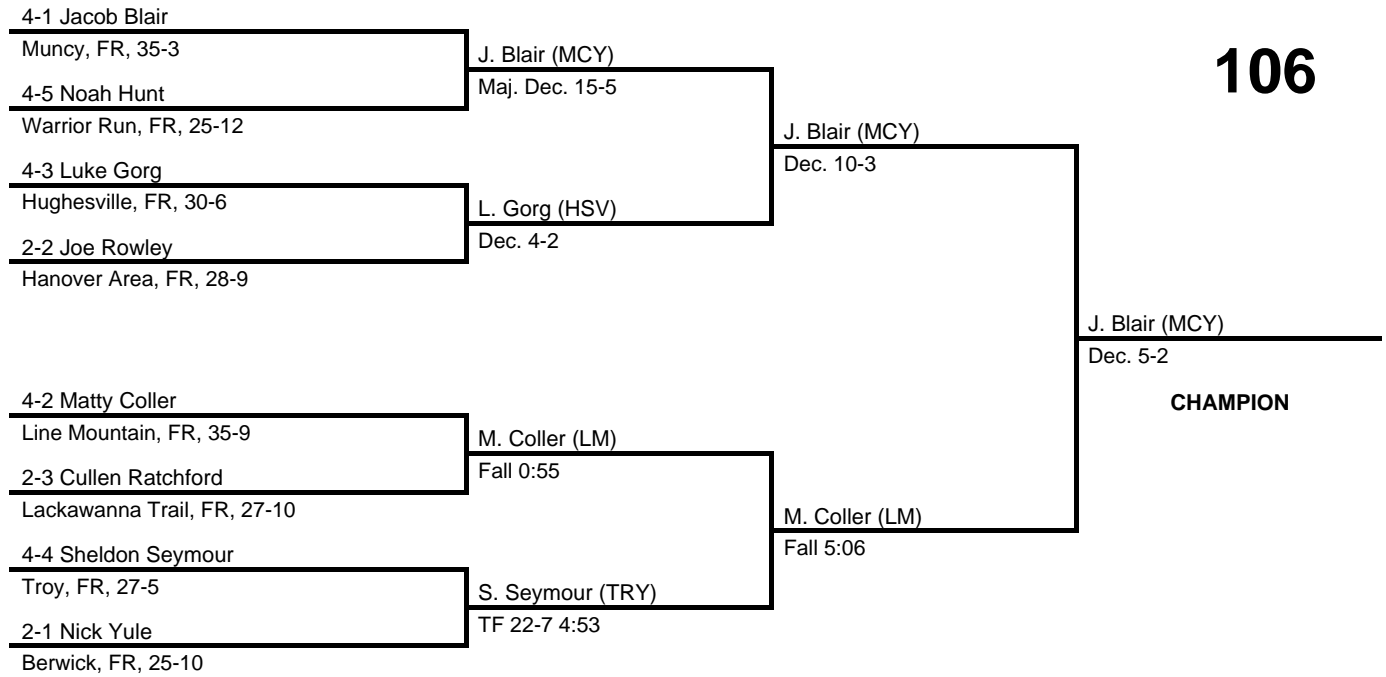 4-1 Jacob Blair
Muncy, FR, 35-3
4-5 Noah Hunt
Warrior Run, FR, 25-12
4-3 Luke Gorg
Hughesville, FR, 30-6
2-2 Joe Rowley
Hanover Area, FR, 28-9
4-2 Matty Coller
Line Mountain, FR, 35-9
2-3 Cullen Ratchford
Lackawanna Trail, FR, 27-10
4-4 Sheldon Seymour
Troy, FR, 27-5
2-1 Nick Yule
Berwick, FR, 25-10
J. Blair (MCY)
Maj. Dec. 15-5
L. Gorg (HSV)
Dec. 4-2
M. Coller (LM)
Fall 0:55
S. Seymour (TRY)
TF 22-7 4:53
J. Blair (MCY)
Dec. 10-3
M. Coller (LM)
Fall 5:06
106
J. Blair (MCY)
Dec. 5-2
CHAMPION